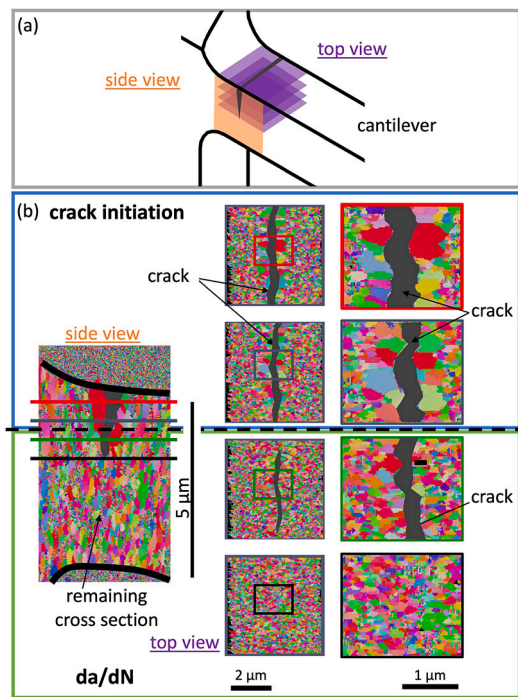 (a)
top view
side view
cantilever
(b) crack initiation
crack
crack
side view
5 μm
crack
remaining
cross section
top view
da/dN
2 μm
1 μm